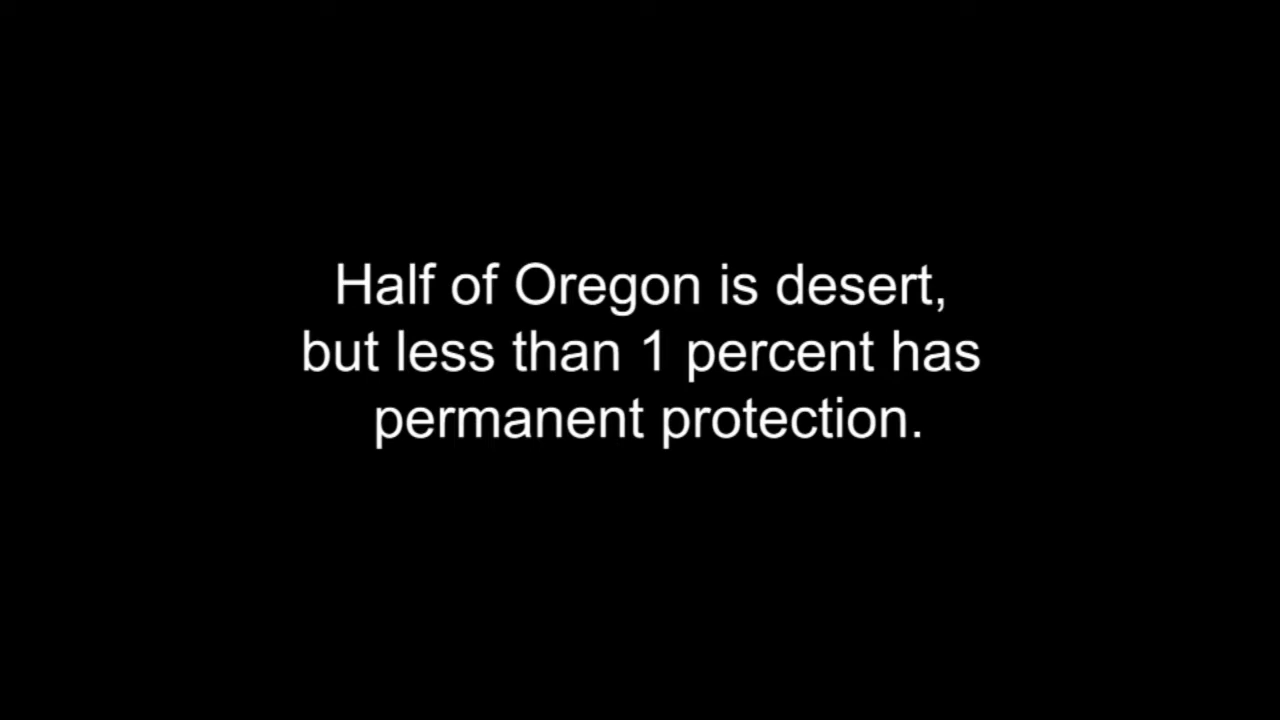 Half of Oregon is desert,
but less than 1 percent has
permanent protection.